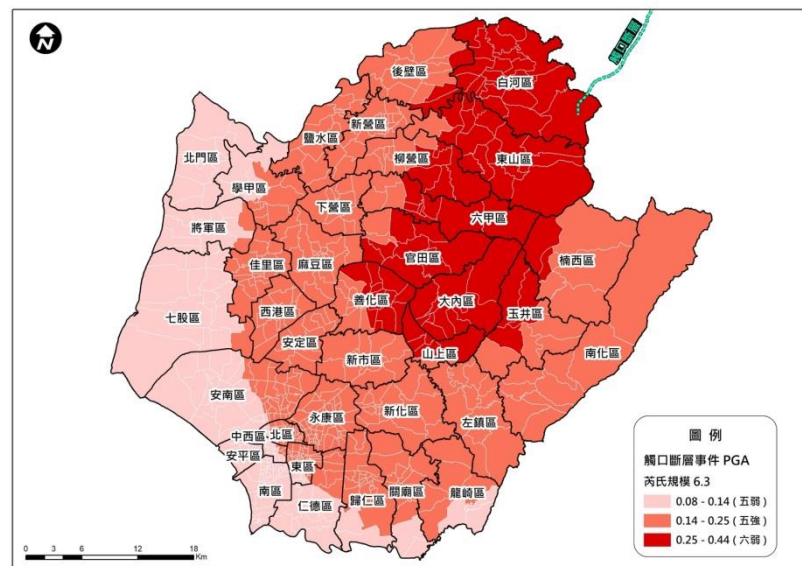 N
觸口斷層
後壁區
白河區
新營區
鹽水區
北門區
柳營區
東山區
學甲區
下營區
六甲區
將軍區
官田區
楠西區
佳里區
麻豆區
善化區
大內區
玉井區
七股區
西港區
安定區
新市區
山上區
南化區
安南區
永康區
新化區
左鎮區
中西區
北區
安平區
東區
南區
仁德區
歸仁區
關廟區
龍崎區
圖 例
觸口斷層事件 PGA
芮氏規模 6.3
0.08 - 0.14 ( 五弱 )
0.14 - 0.25 ( 五強 )
0.25 - 0.44 ( 六弱 )
0 3 6 12 18
Km